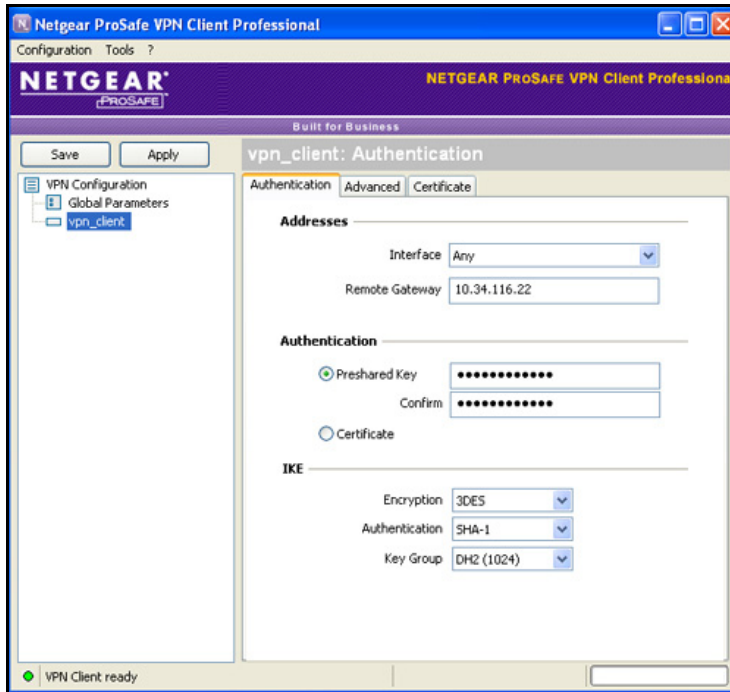 Netgear ProSafe VPN Client Professional
Configuration Tools ?
NETGEAR
PROSAFE
NETGEAR PROSAFE VPN Client Professiona
Built for Business
Save Apply
vpn_client: Authentication
VPN Configuration
Global Parameters
vpn_client
Authentication Advanced Certificate
Addresses
Interface Any
Remote Gateway 10.34.116.22
Authentication
Preshared Key ••••••••••••
Confirm ••••••••••••
Certificate
IKE
Encryption 3DES
Authentication SHA-1
Key Group DH2 (1024)
VPN Client ready